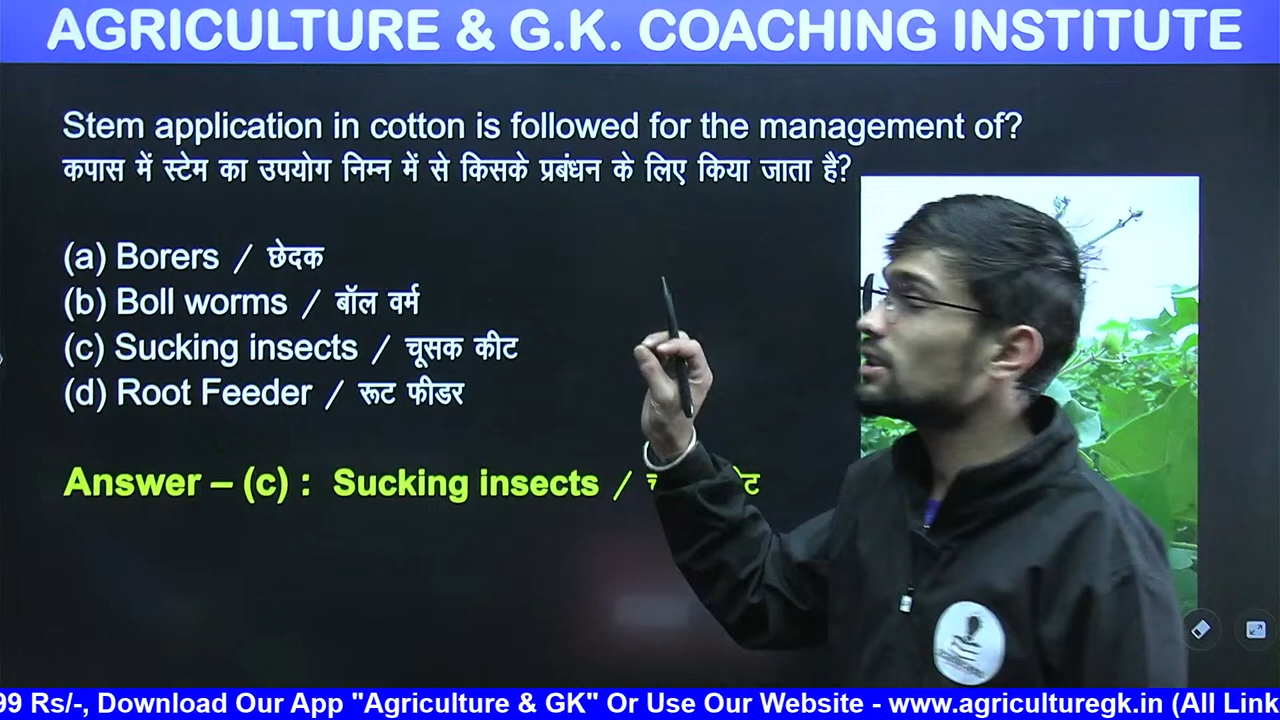 AGRICULTURE & G.K. COACHING INSTITUTE
Stem application in cotton is followed for the management of?
कपास में स्टेम का उपयोग निम्न में से किसके प्रबंधन के लिए किया जाता है?
(a) Borers / छेदक
(b) Boll worms / बॉल वर्म
(c) Sucking insects / चूसक कीट
(d) Root Feeder / रूट फीडर
Answer – (c) : Sucking insects /
99 Rs/-, Download Our App "Agriculture & GK" Or Use Our Website - www.agriculturegk.in (All Link